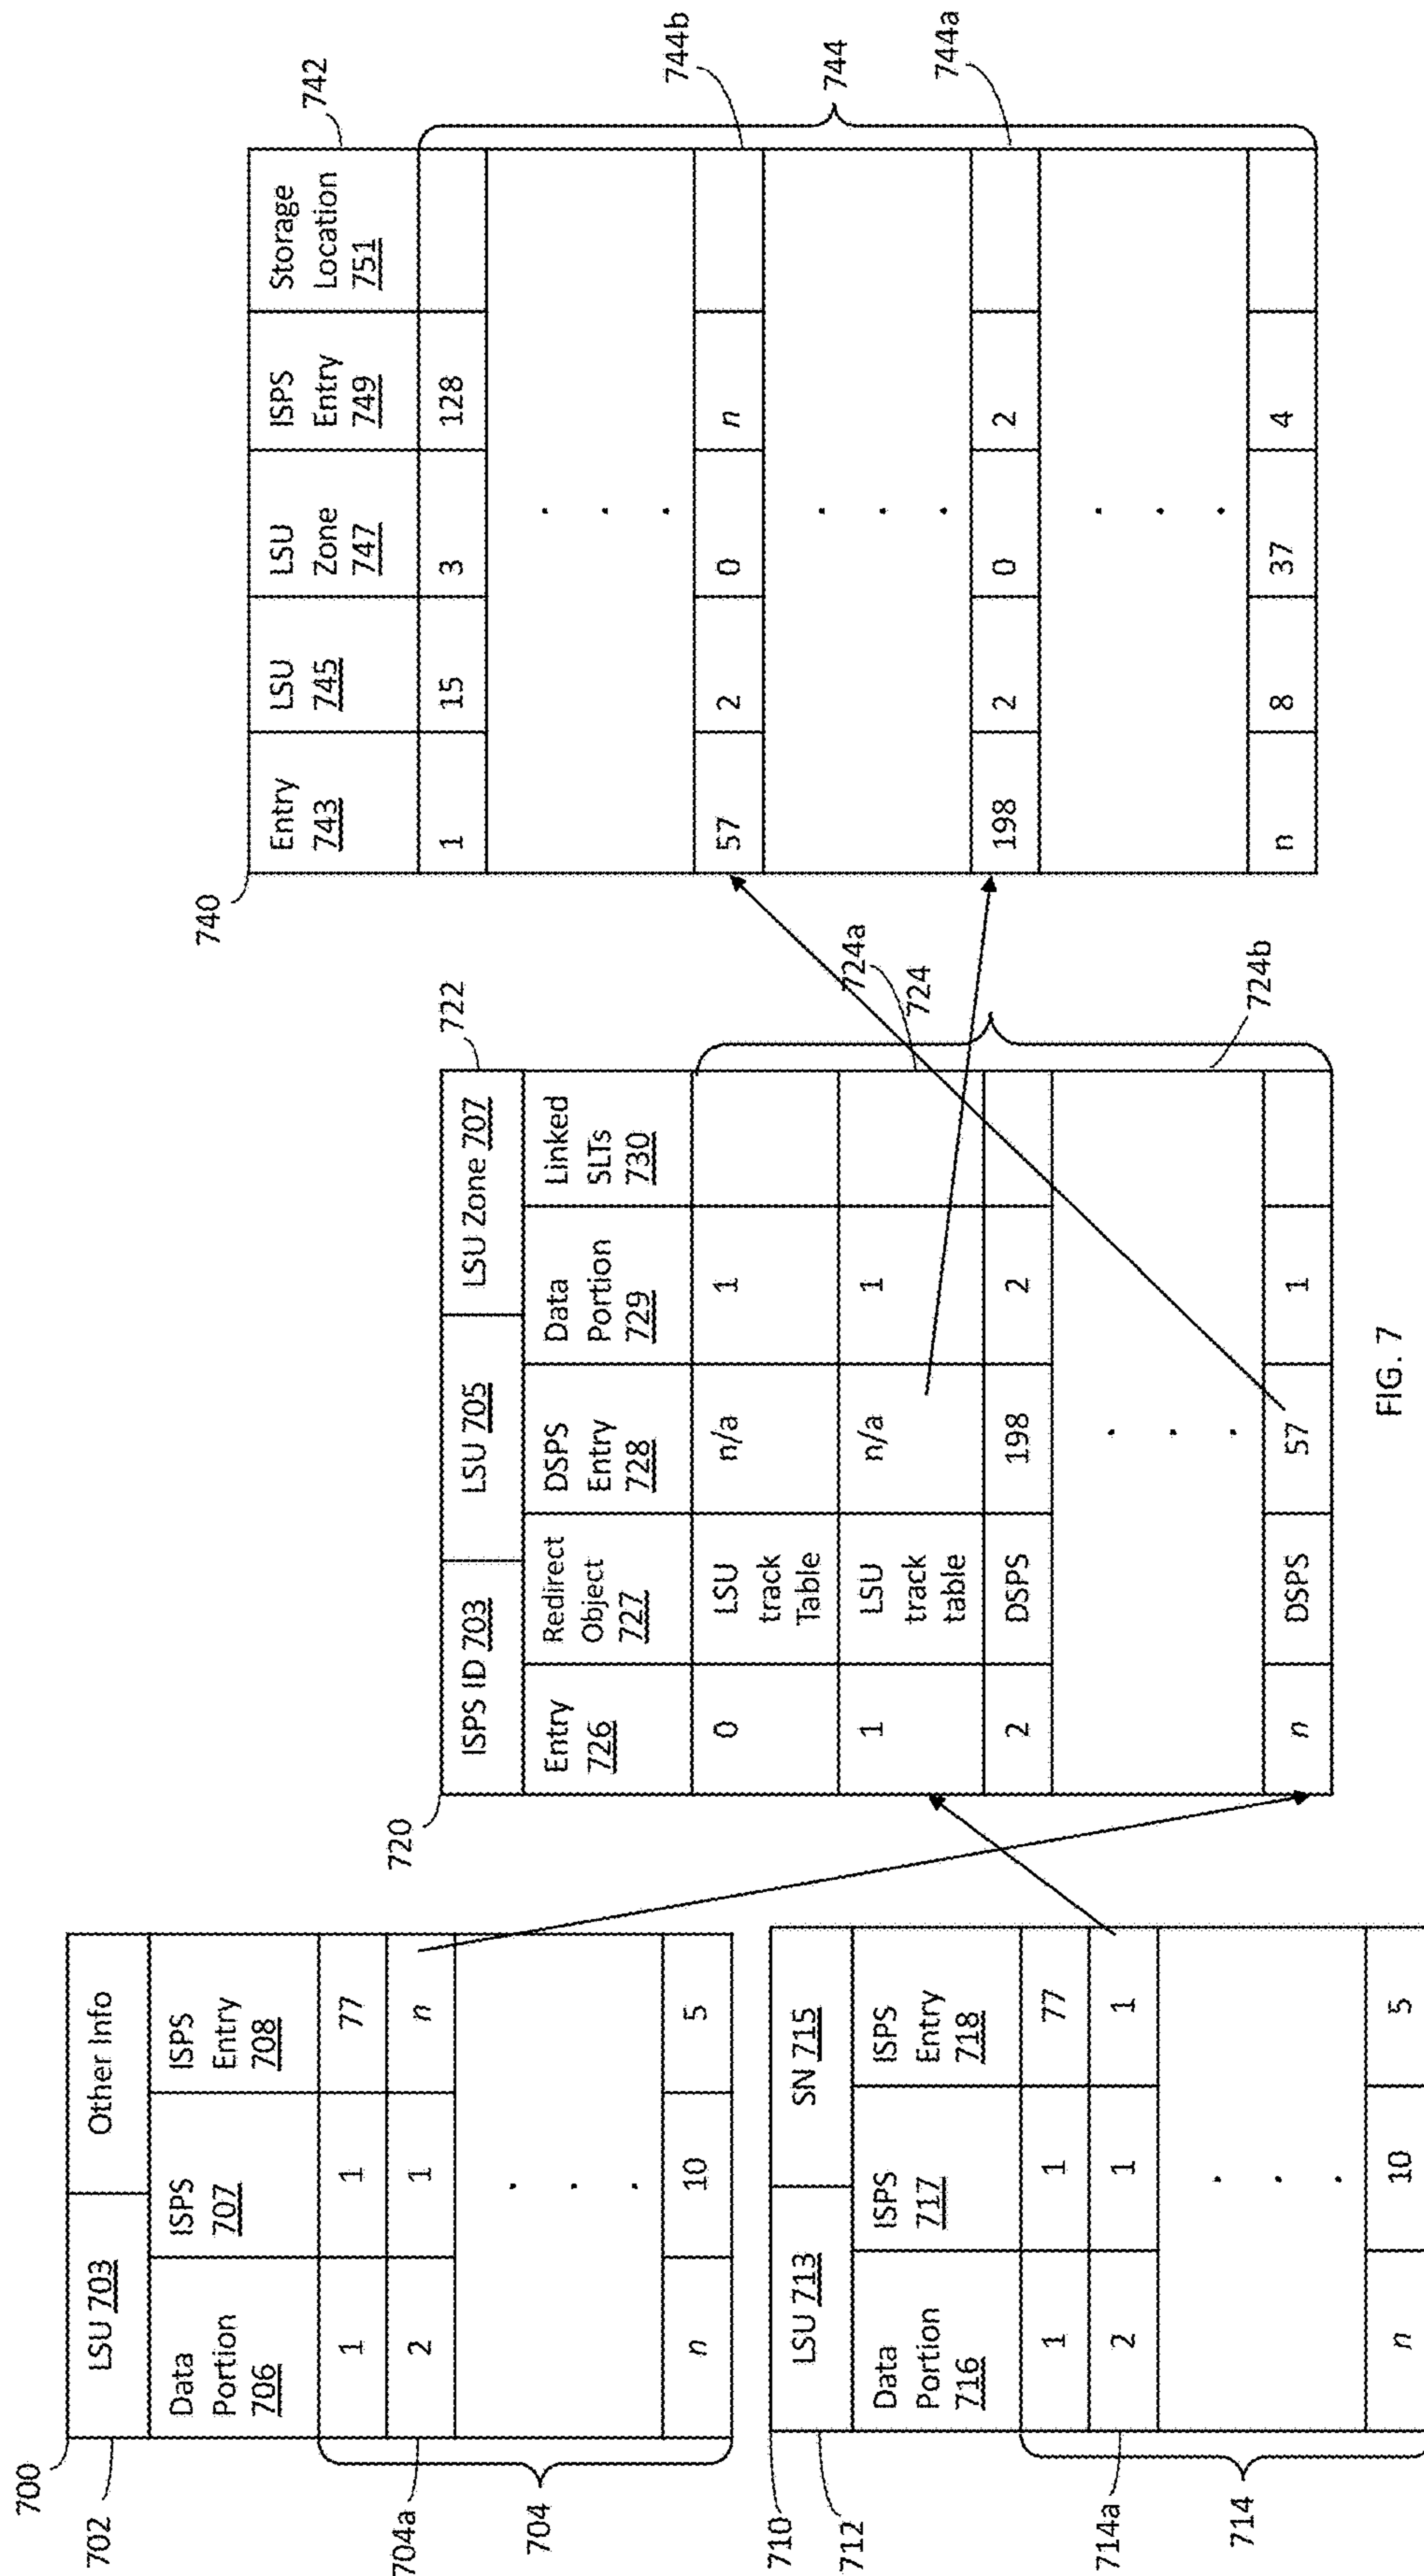 700
702
LSU 703 Other Info
Data Portion 706 ISPS 707 ISPS Entry 708
1 1 77
704a
2 1 n
704
. . .
n 10 5
710
712
LSU 713 SN 715
Data Portion 716 ISPS 717 ISPS Entry 718
1 1 77
714a
2 1 1
714
. . .
n 10 5
720
722
ISPS ID 703 LSU 705 LSU Zone 707
Entry 726 Redirect Object 727 DSPS Entry 728 Data Portion 729 Linked SLTs 730
0 LSU track Table n/a 1
1 LSU track table n/a 1
724a
724
2 DSPS 198 2
. . .
724b
n DSPS 57 1
740
742
Entry 743 LSU 745 LSU Zone 747 ISPS Entry 749 Storage Location 751
1 15 3 128
. . .
744b
57 2 0 n
744
. . .
744a
198 2 0 2
. . .
n 8 37 4
FIG. 7